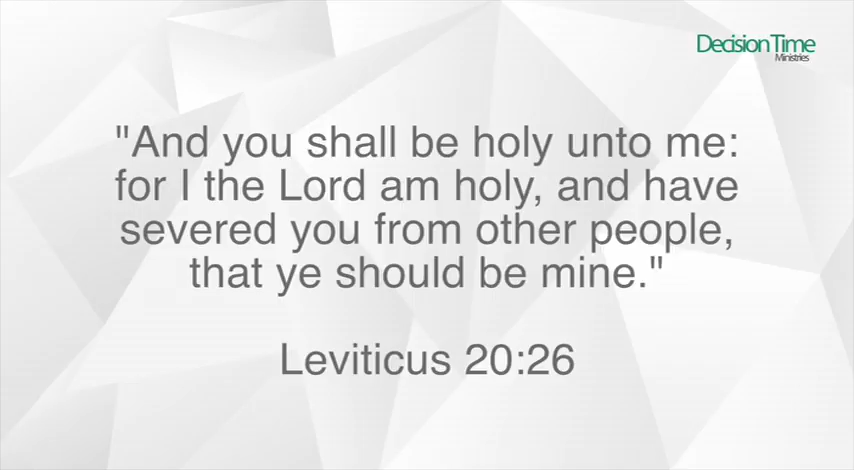 DecisionTime
Ministries
"And you shall be holy unto me:
for I the Lord am holy, and have
severed you from other people,
that ye should be mine."
Leviticus 20:26